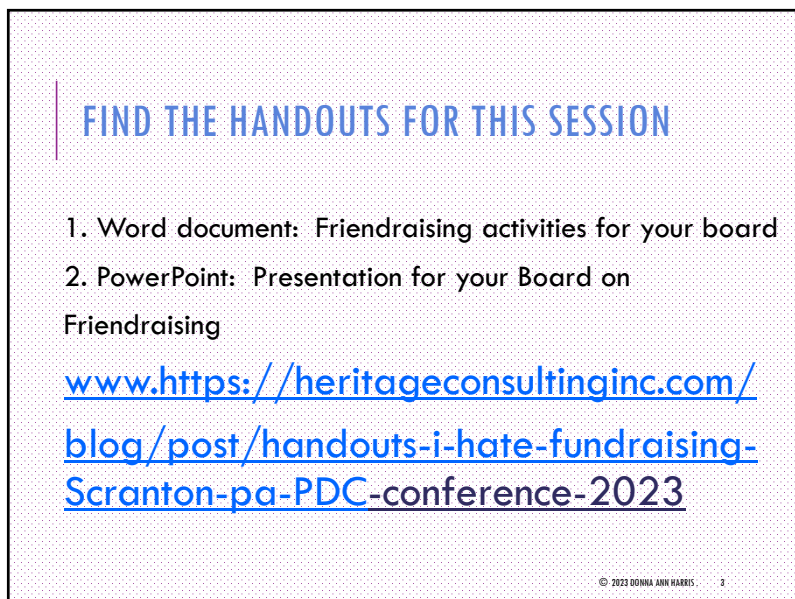 FIND THE HANDOUTS FOR THIS SESSION
1. Word document: Friendraising activities for your board
2. PowerPoint: Presentation for your Board on
Friendraising
www.https://heritageconsultinginc.com/
blog/post/handouts-i-hate-fundraising-
Scranton-pa-PDC-conference-2023
© 2023 DONNA ANN HARRIS . 3